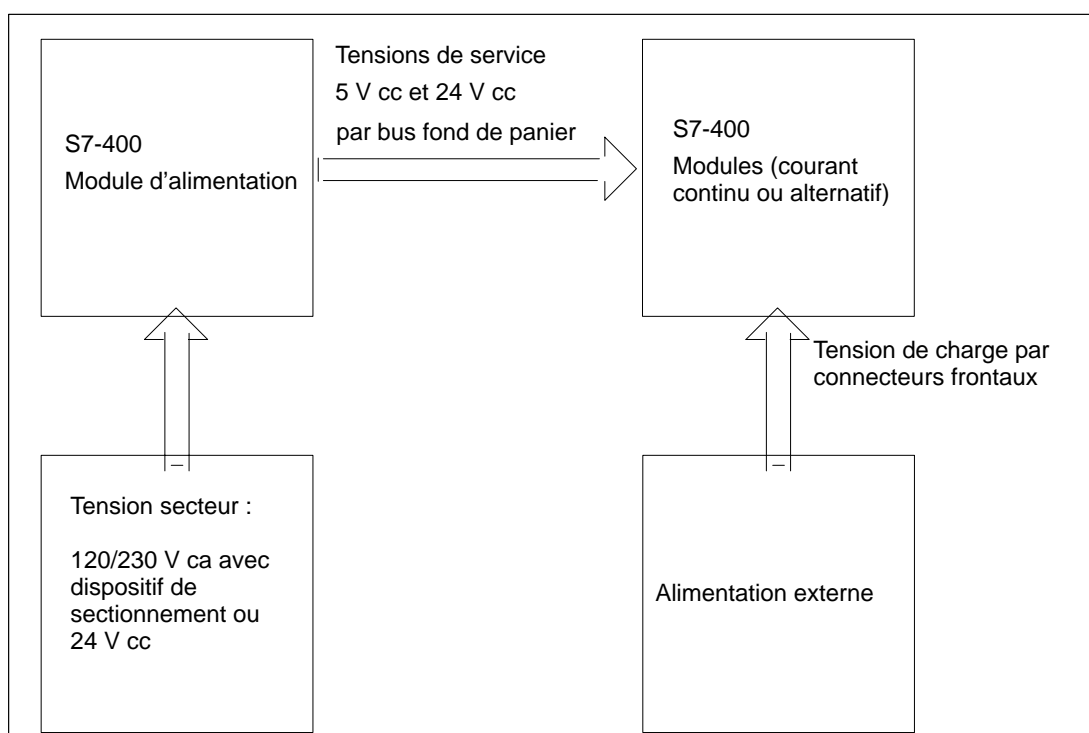 Tensions de service
5 V cc et 24 V cc
par bus fond de panier
S7-400
Module d'alimentation
S7-400
Modules (courant
continu ou alternatif)
Tension de charge par
connecteurs frontaux
Tension secteur :
120/230 V ca avec
dispositif de
sectionnement ou
24 V cc
Alimentation externe